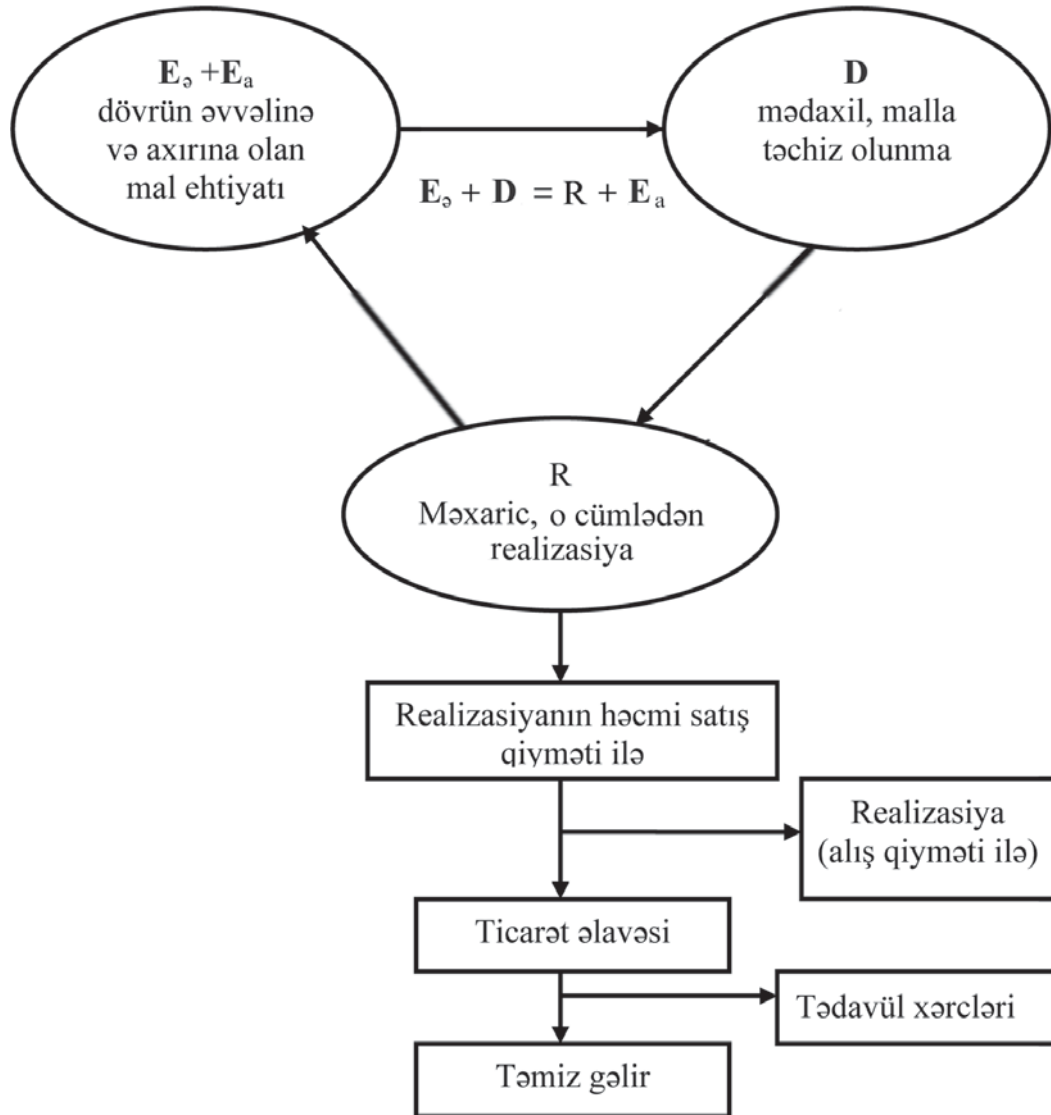 Eə +Ea
dövrün əvvəlinə
və axırına olan
mal ehtiyatı
D
mədaxil, malla
təchiz olunma
Eə + D = R + Ea
R
Məxaric, o cümlədən
realizasiya
Realizasiyanın həcmi satış
qiyməti ilə
Realizasiya
(alış qiyməti ilə)
Ticarət əlavəsi
Tədavül xərcləri
Təmiz gəlir